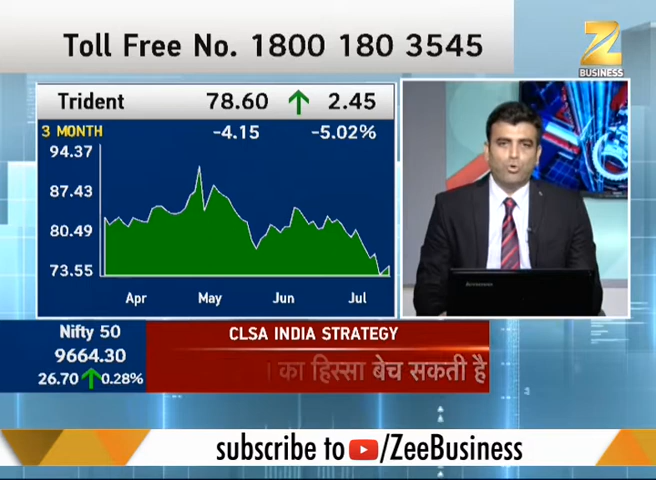 Toll Free No. 1800 180 3545
Z
BUSINESS
Trident 78.60 2.45
3 MONTH -4.15 -5.02%
94.37
87.43
80.49
73.55
Apr May Jun Jul
lenovo
Nifty 50
9664.30
26.70 0.28%
CLSA INDIA STRATEGY
का हिस्सा बेच सकती है
subscribe to /ZeeBusiness